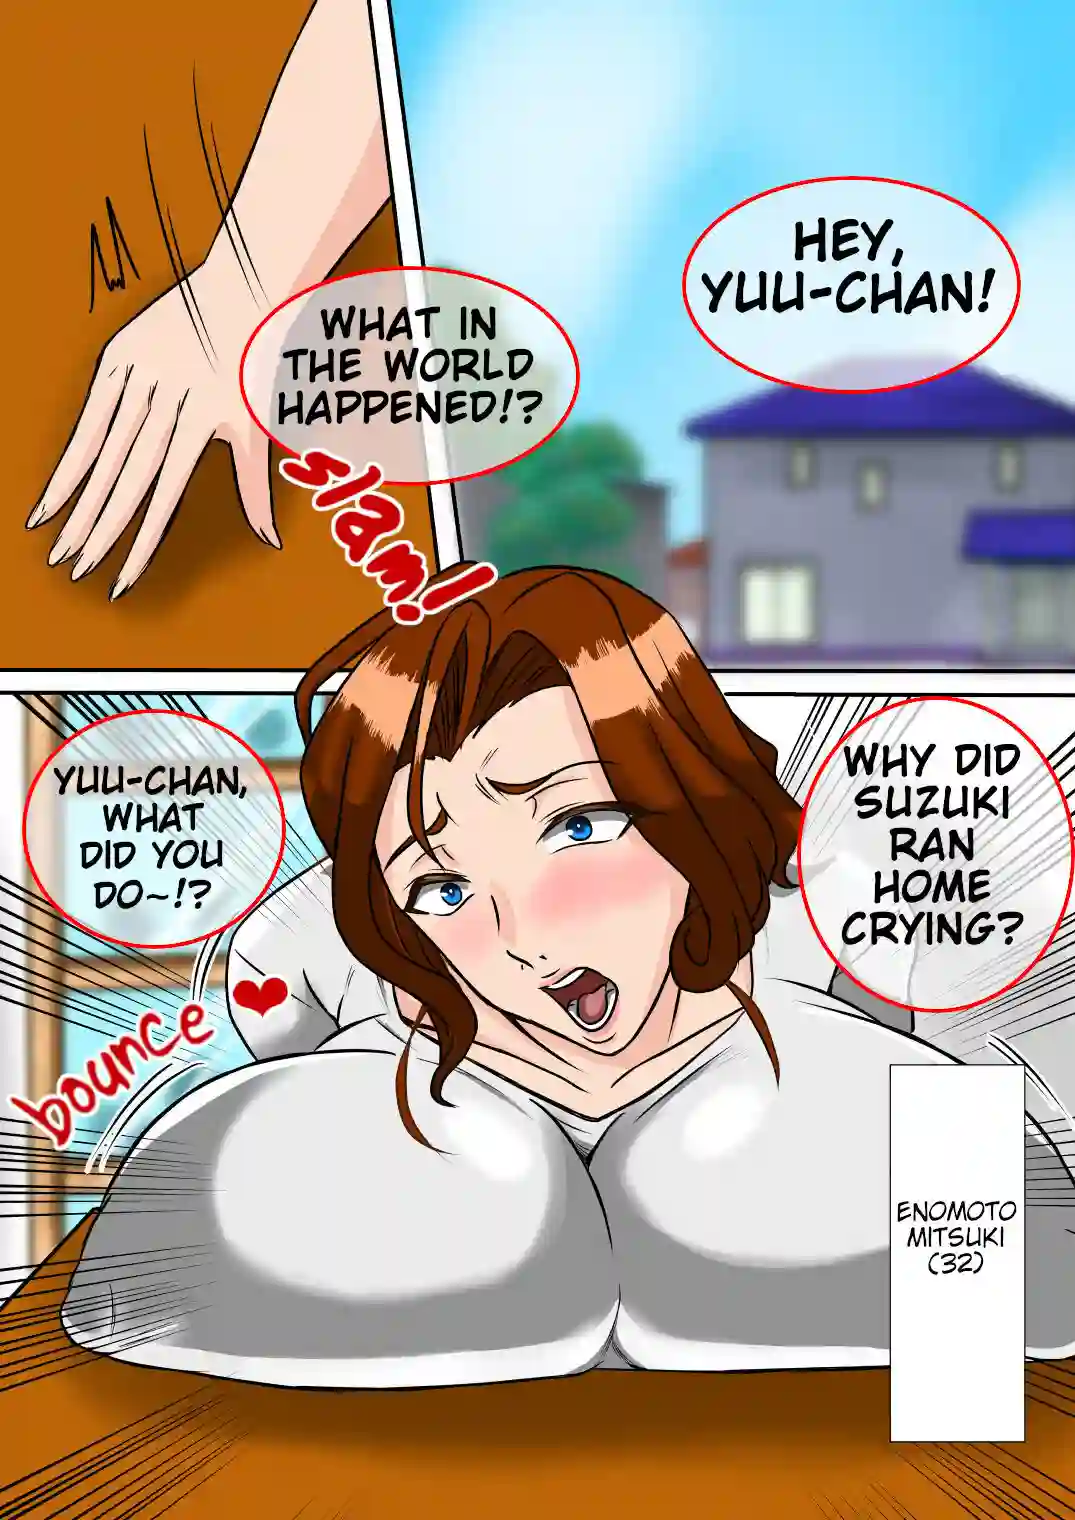 HEY,
YUU-CHAN!
WHAT IN
THE WORLD
HAPPENED!?
slam!
WHY DID
SUZUKI
RAN
HOME
CRYING?
YUU-CHAN,
WHAT
DID YOU
DO~!?
bounce ♥
ENOMOTO
MITSUKI
(32)